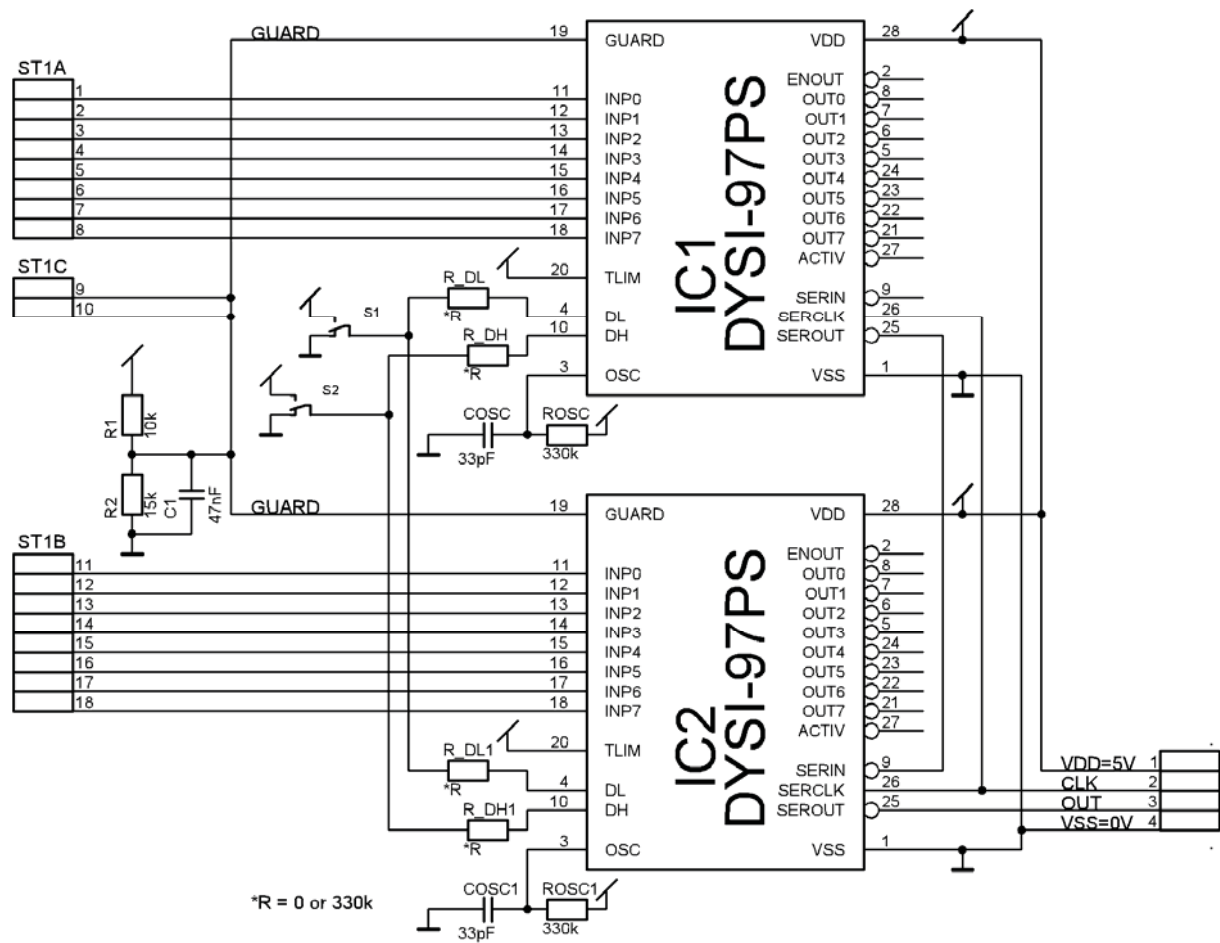 GUARD 19 GUARD VDD 28
ST1A
ENOUT 2
1 11 INP0 OUT0 8
2 12 INP1 OUT1 7
3 13 INP2 OUT2 6
4 14 INP3 OUT3 5
5 15 INP4 OUT4 24
6 16 INP5 OUT5 23
7 17 INP6 OUT6 22
8 18 INP7 OUT7 21
ACTIV 27
IC1
DYSI-97PS
ST1C
20 TLIM
9 R_DL SERIN 9
10 S1 *R 4 DL SERCLK 26
R_DH 10 DH SEROUT 25
*R
3 OSC VSS 1
S2
COSC ROSC
33pF 330k
R1 10k
R2 15k C1 47nF
GUARD 19 GUARD VDD 28
ST1B
ENOUT 2
11 11 INP0 OUT0 8
12 12 INP1 OUT1 7
13 13 INP2 OUT2 6
14 14 INP3 OUT3 5
15 15 INP4 OUT4 24
16 16 INP5 OUT5 23
17 17 INP6 OUT6 22
18 18 INP7 OUT7 21
ACTIV 27
IC2
DYSI-97PS
20 TLIM
R_DL1 SERIN 9 VDD=5V 1
*R 4 DL SERCLK 26 CLK 2
R_DH1 10 DH SEROUT 25 OUT 3
*R VSS=0V 4
3 OSC VSS 1
COSC1 ROSC1
33pF 330k
*R = 0 or 330k